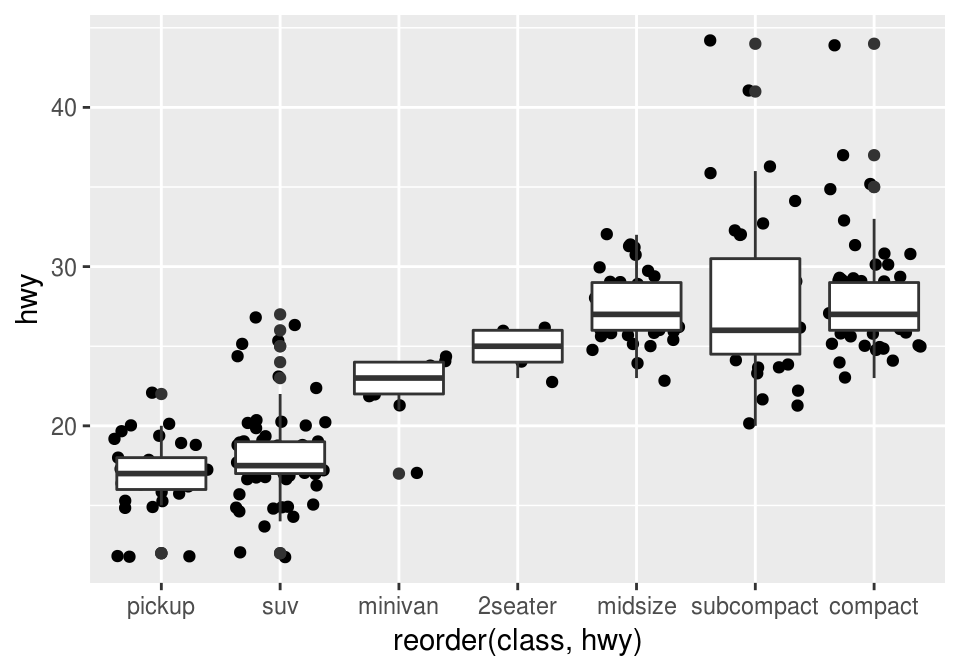 40
30
20
hwy
pickup suv minivan 2seater midsize subcompact compact
reorder(class, hwy)